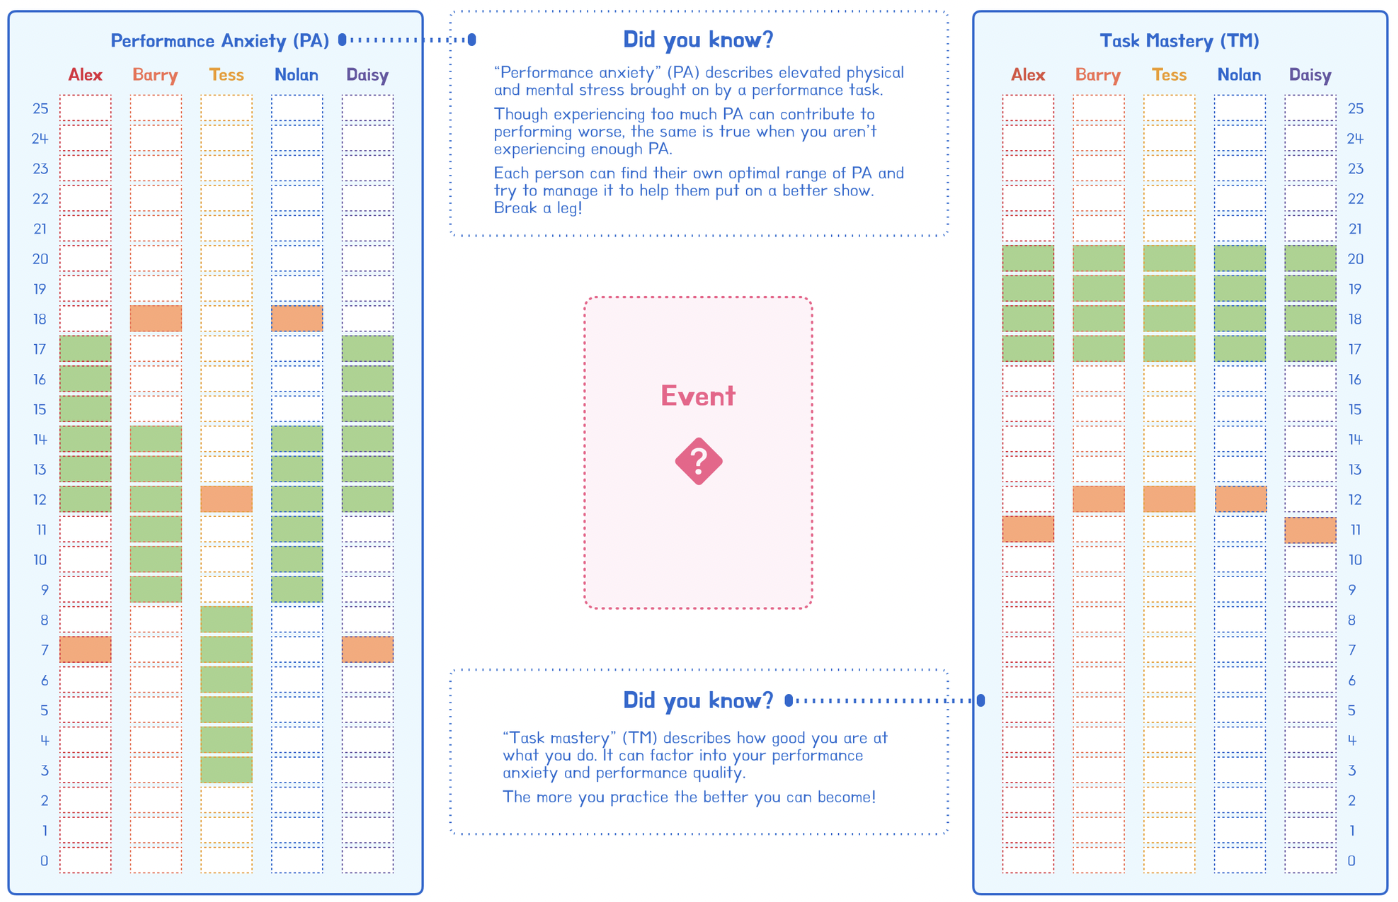 Performance Anxiety (PA)
Alex Barry Tess Nolan Daisy
25
24
23
22
21
20
19
18
17
16
15
14
13
12
11
10
9
8
7
6
5
4
3
2
1
0
Did you know?
“Performance anxiety” (PA) describes elevated physical
and mental stress brought on by a performance task.
Though experiencing too much PA can contribute to
performing worse, the same is true when you aren’t
experiencing enough PA.
Each person can find their own optimal range of PA and
try to manage it to help them put on a better show.
Break a leg!
Event
?
Did you know?
“Task mastery” (TM) describes how good you are at
what you do. It can factor into your performance
anxiety and performance quality.
The more you practice the better you can become!
Task Mastery (TM)
Alex Barry Tess Nolan Daisy
25
24
23
22
21
20
19
18
17
16
15
14
13
12
11
10
9
8
7
6
5
4
3
2
1
0